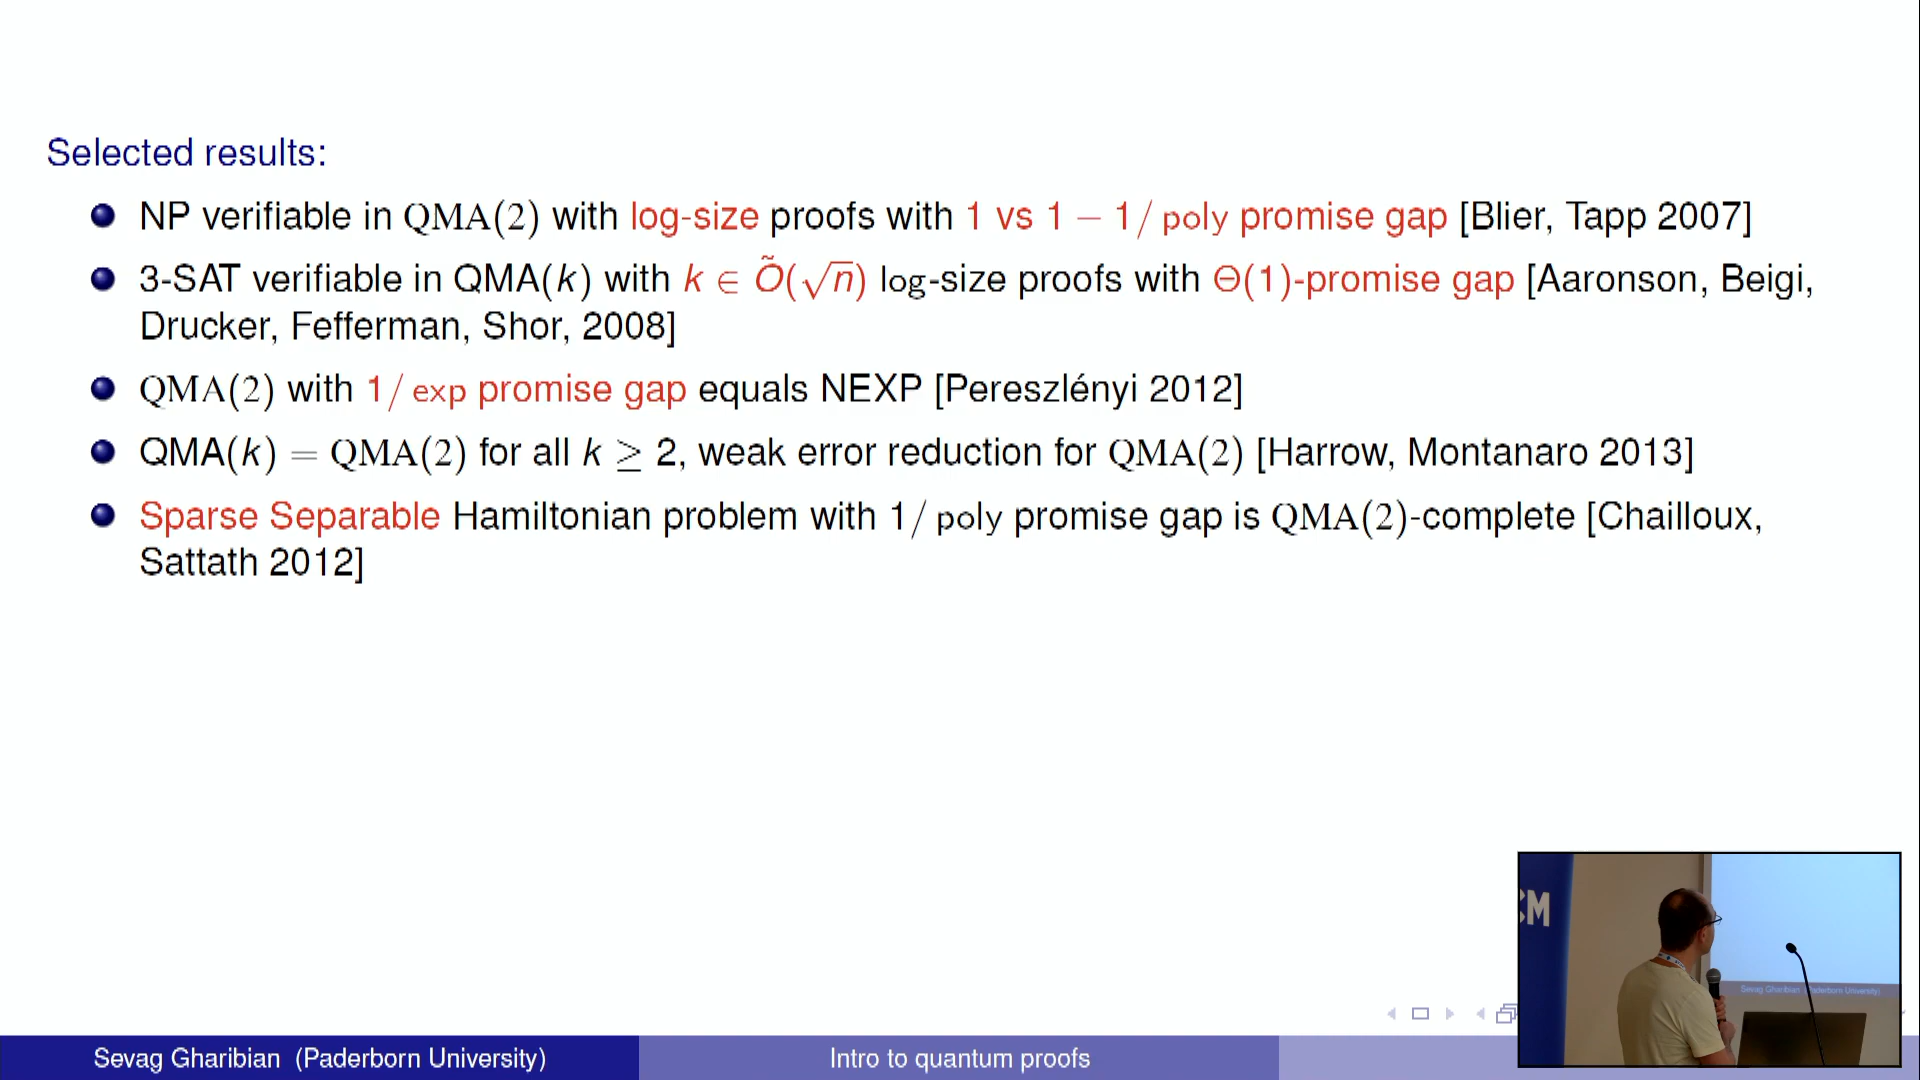 Selected results:
NP verifiable in QMA(2) with log-size proofs with 1 vs 1 − 1/ poly promise gap [Blier, Tapp 2007]
3-SAT verifiable in QMA(k) with k ∈ Õ(√n) log-size proofs with Θ(1)-promise gap [Aaronson, Beigi,
Drucker, Fefferman, Shor, 2008]
QMA(2) with 1/ exp promise gap equals NEXP [Pereszlényi 2012]
QMA(k) = QMA(2) for all k ≥ 2, weak error reduction for QMA(2) [Harrow, Montanaro 2013]
Sparse Separable Hamiltonian problem with 1/ poly promise gap is QMA(2)-complete [Chailloux,
Sattath 2012]
M
Sevag Gharibian (Paderborn University)
Sevag Gharibian (Paderborn University)
Intro to quantum proofs